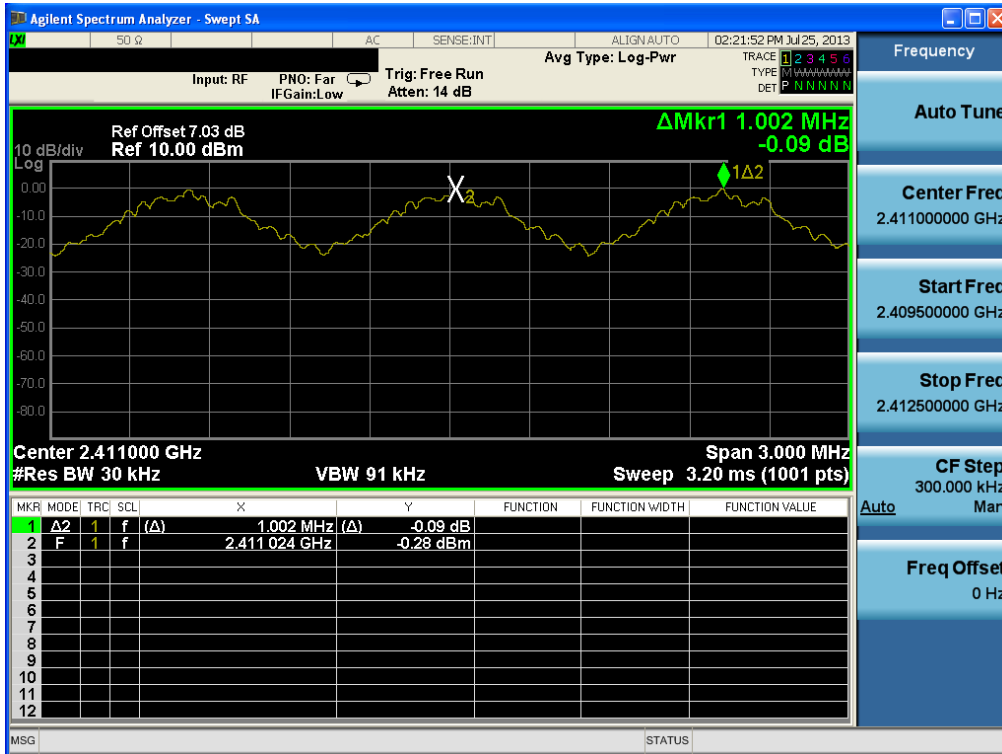 Agilent Spectrum Analyzer - Swept SA
LXI 50 Ω AC SENSE:INT ALIGN AUTO 02:21:52 PM Jul 25, 2013
Frequency
Avg Type: Log-Pwr TRACE 1 2 3 4 5 6
Input: RF PNO: Far Trig: Free Run TYPE M WWWWW
IFGain:Low Atten: 14 dB DET P N N N N N
Auto Tune
ΔMkr1 1.002 MHz
Ref Offset 7.03 dB
10 dB/div Ref 10.00 dBm -0.09 dB
Log
1Δ2
0.00
X2
-10.0
-20.0
-30.0
-40.0
-50.0
-60.0
-70.0
-80.0
Center 2.411000 GHz Span 3.000 MHz
#Res BW 30 kHz VBW 91 kHz Sweep 3.20 ms (1001 pts)
Center Freq
2.411000000 GHz
Start Freq
2.409500000 GHz
Stop Freq
2.412500000 GHz
CF Step
300.000 kHz
Auto Man
Freq Offset
0 Hz
MKR MODE TRC SCL X Y FUNCTION FUNCTION WIDTH FUNCTION VALUE
1 Δ2 1 f (Δ) 1.002 MHz (Δ) -0.09 dB
2 F 1 f 2.411 024 GHz -0.28 dBm
3
4
5
6
7
8
9
10
11
12
MSG STATUS